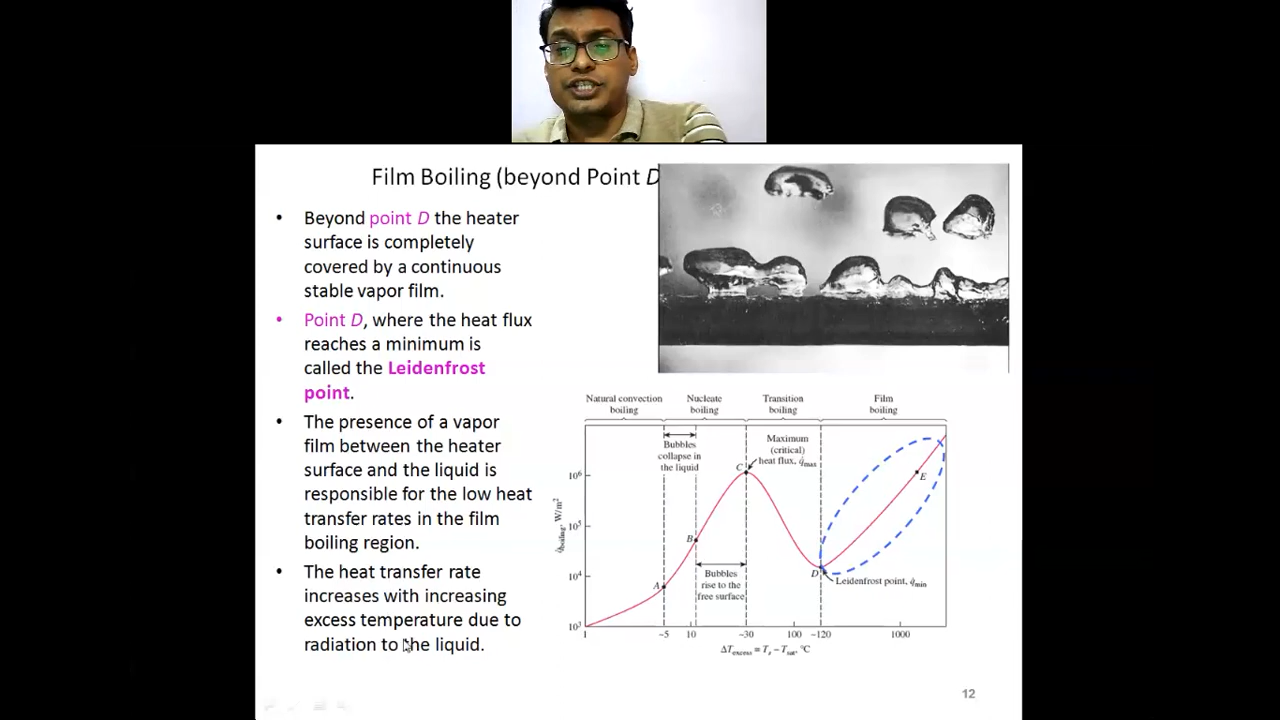 Film Boiling (beyond Point D
• Beyond point D the heater
surface is completely
covered by a continuous
stable vapor film.
• Point D, where the heat flux
reaches a minimum is
called the Leidenfrost
point.
• The presence of a vapor
film between the heater
surface and the liquid is
responsible for the low heat
transfer rates in the film
boiling region.
• The heat transfer rate
increases with increasing
excess temperature due to
radiation to the liquid.
Natural convection
boiling
Nucleate
boiling
Transition
boiling
Film
boiling
Bubbles
collapse in
the liquid
Maximum
(critical)
heat flux, q̇max
C
E
B
A
D
Bubbles
rise to the
free surface
Leidenfrost point, q̇min
q̇boiling, W/m²
10⁶
10⁵
10⁴
10³
1
~5
10
~30
100
~120
1000
ΔTexcess = Ts − Tsat, °C
12